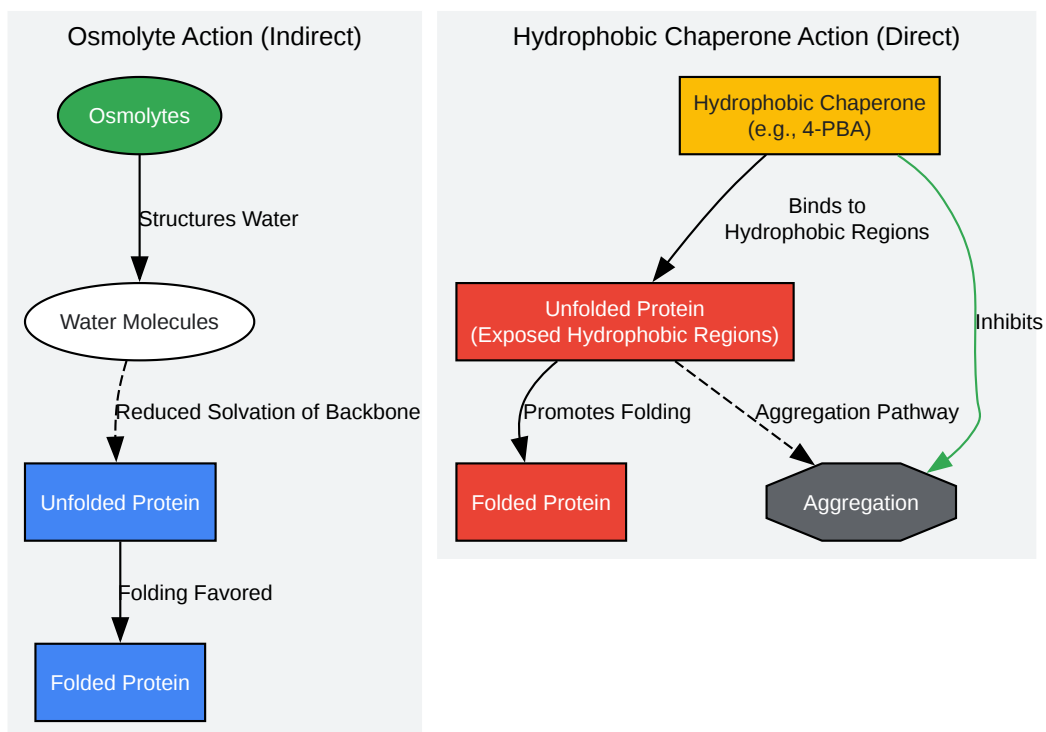 Osmolyte Action (Indirect)
Osmolytes
Structures Water
Water Molecules
Reduced Solvation of Backbone
Unfolded Protein
Folding Favored
Folded Protein
Hydrophobic Chaperone Action (Direct)
Hydrophobic Chaperone
(e.g., 4-PBA)
Binds to
Hydrophobic Regions
Unfolded Protein
(Exposed Hydrophobic Regions)
Inhibits
Promotes Folding
Aggregation Pathway
Folded Protein
Aggregation